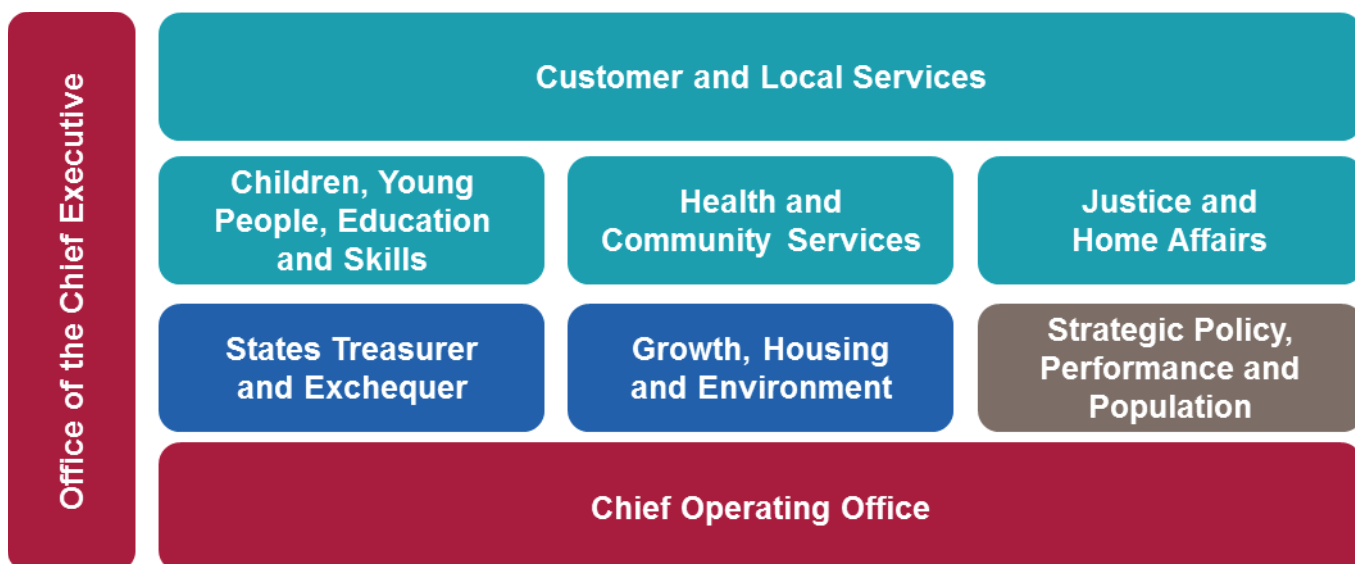 Office of the Chief Executive
Customer and Local Services
Children, Young
People, Education
and Skills
Health and
Community Services
Justice and
Home Affairs
States Treasurer
and Exchequer
Growth, Housing
and Environment
Strategic Policy,
Performance and
Population
Chief Operating Office